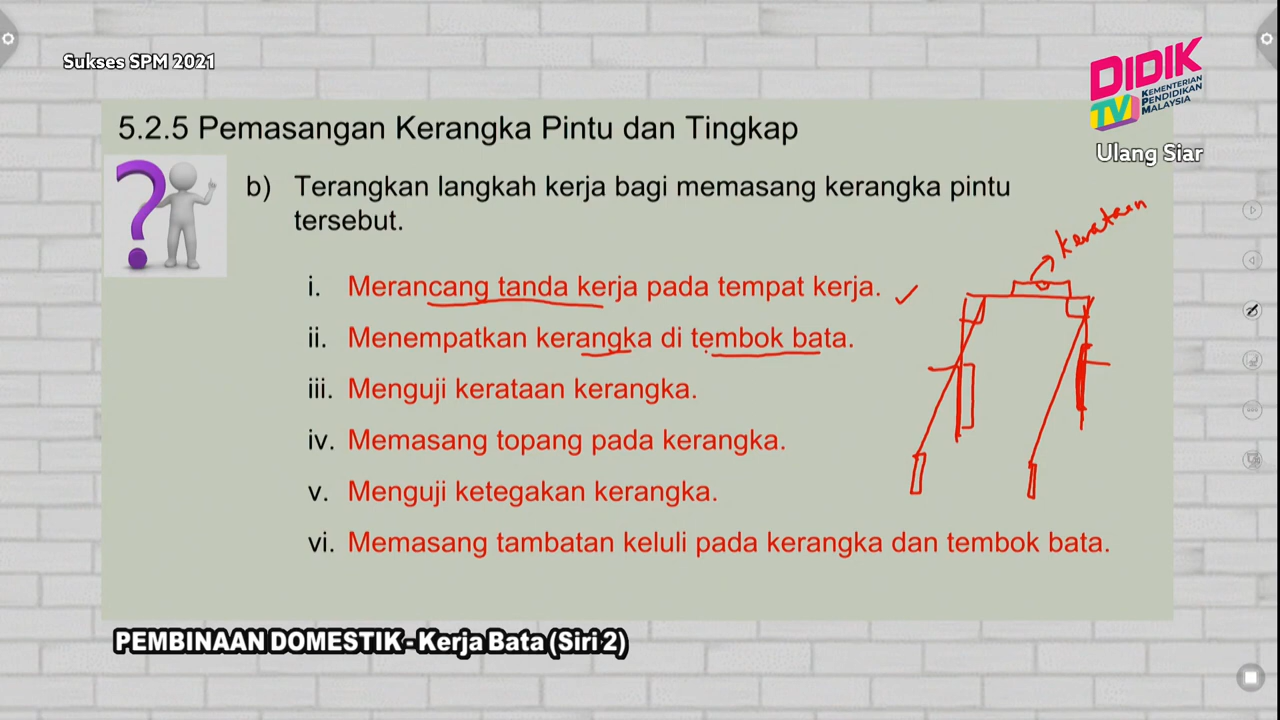 Sukses SPM 2021
DIDIK
TV
KEMENTERIAN
PENDIDIKAN
MALAYSIA
Ulang Siar
5.2.5 Pemasangan Kerangka Pintu dan Tingkap
b) Terangkan langkah kerja bagi memasang kerangka pintu
tersebut.
kerataan
i. Merancang tanda kerja pada tempat kerja.
ii. Menempatkan kerangka di tembok bata.
iii. Menguji kerataan kerangka.
iv. Memasang topang pada kerangka.
v. Menguji ketegakan kerangka.
vi. Memasang tambatan keluli pada kerangka dan tembok bata.
PEMBINAAN DOMESTIK - Kerja Bata (Siri 2)